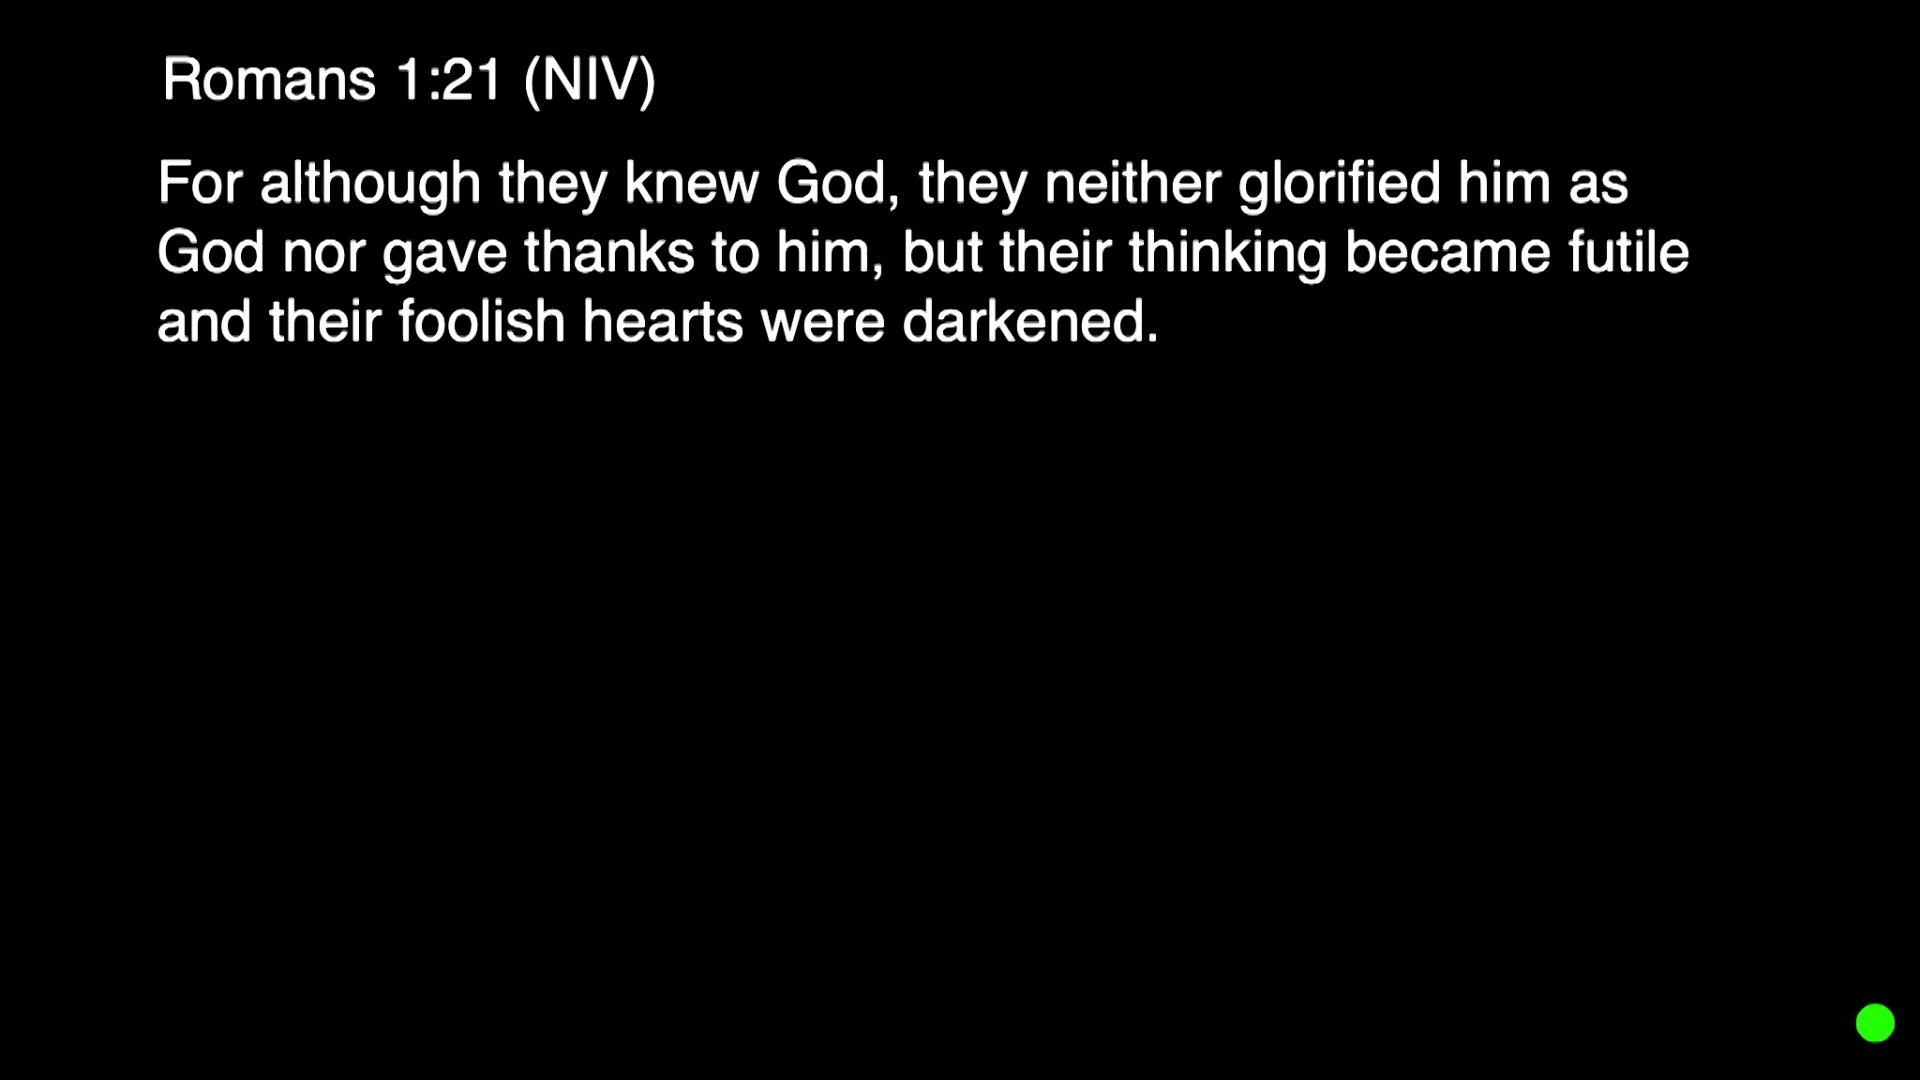 Romans 1:21 (NIV)
For although they knew God, they neither glorified him as
God nor gave thanks to him, but their thinking became futile
and their foolish hearts were darkened.